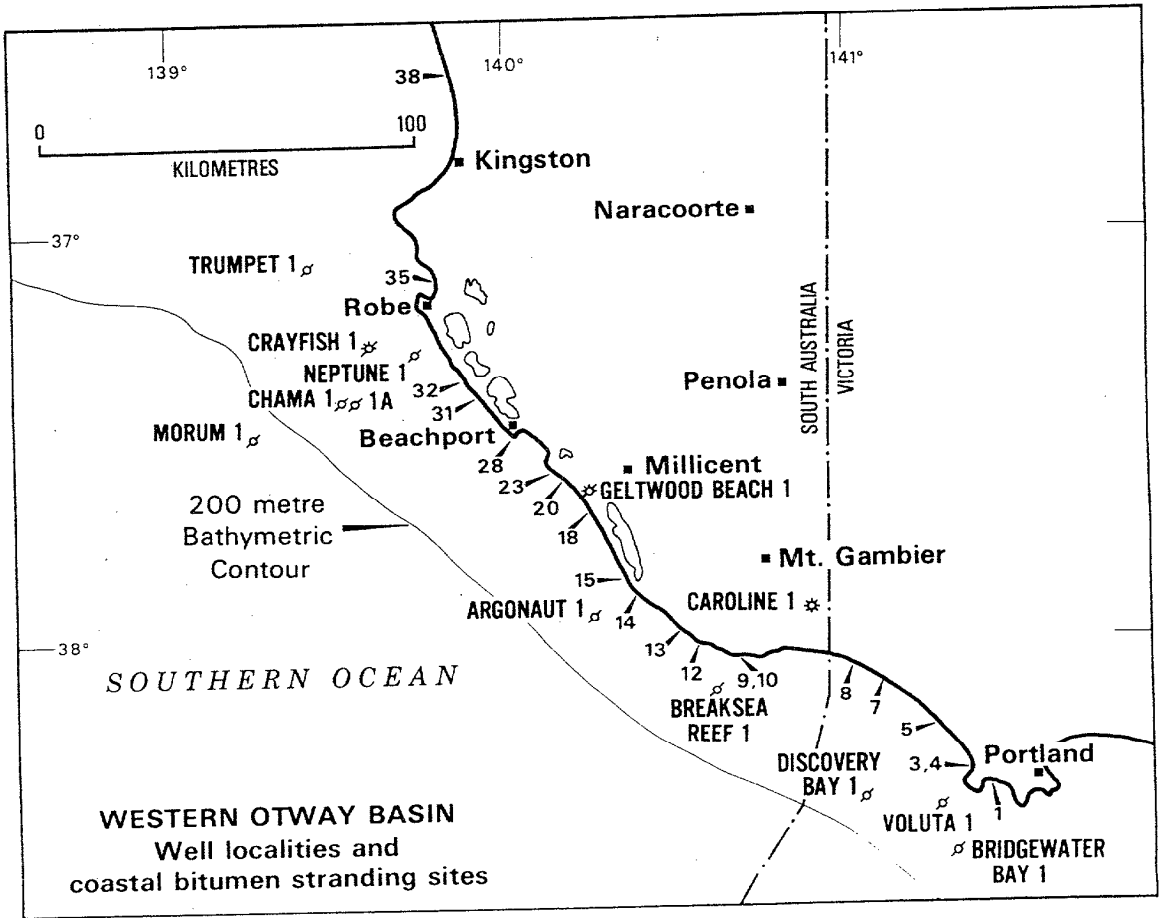 139°
140°
141°
38
0
100
KILOMETRES
Kingston
Naracoorte
37°
TRUMPET 1
35
Robe
SOUTH AUSTRALIA
VICTORIA
CRAYFISH 1
NEPTUNE 1
32
CHAMA 1 1A
31
Penola
MORUM 1
Beachport
28
23
20
18
Millicent
GELTWOOD BEACH 1
200 metre
Bathymetric
Contour
Mt. Gambier
15
ARGONAUT 1
14
CAROLINE 1
13
12
9,10
38°
SOUTHERN OCEAN
BREAKSEA
REEF 1
8
7
5
3,4
Portland
DISCOVERY
BAY 1
VOLUTA 1
1
BRIDGEWATER
BAY 1
WESTERN OTWAY BASIN
Well localities and
coastal bitumen stranding sites